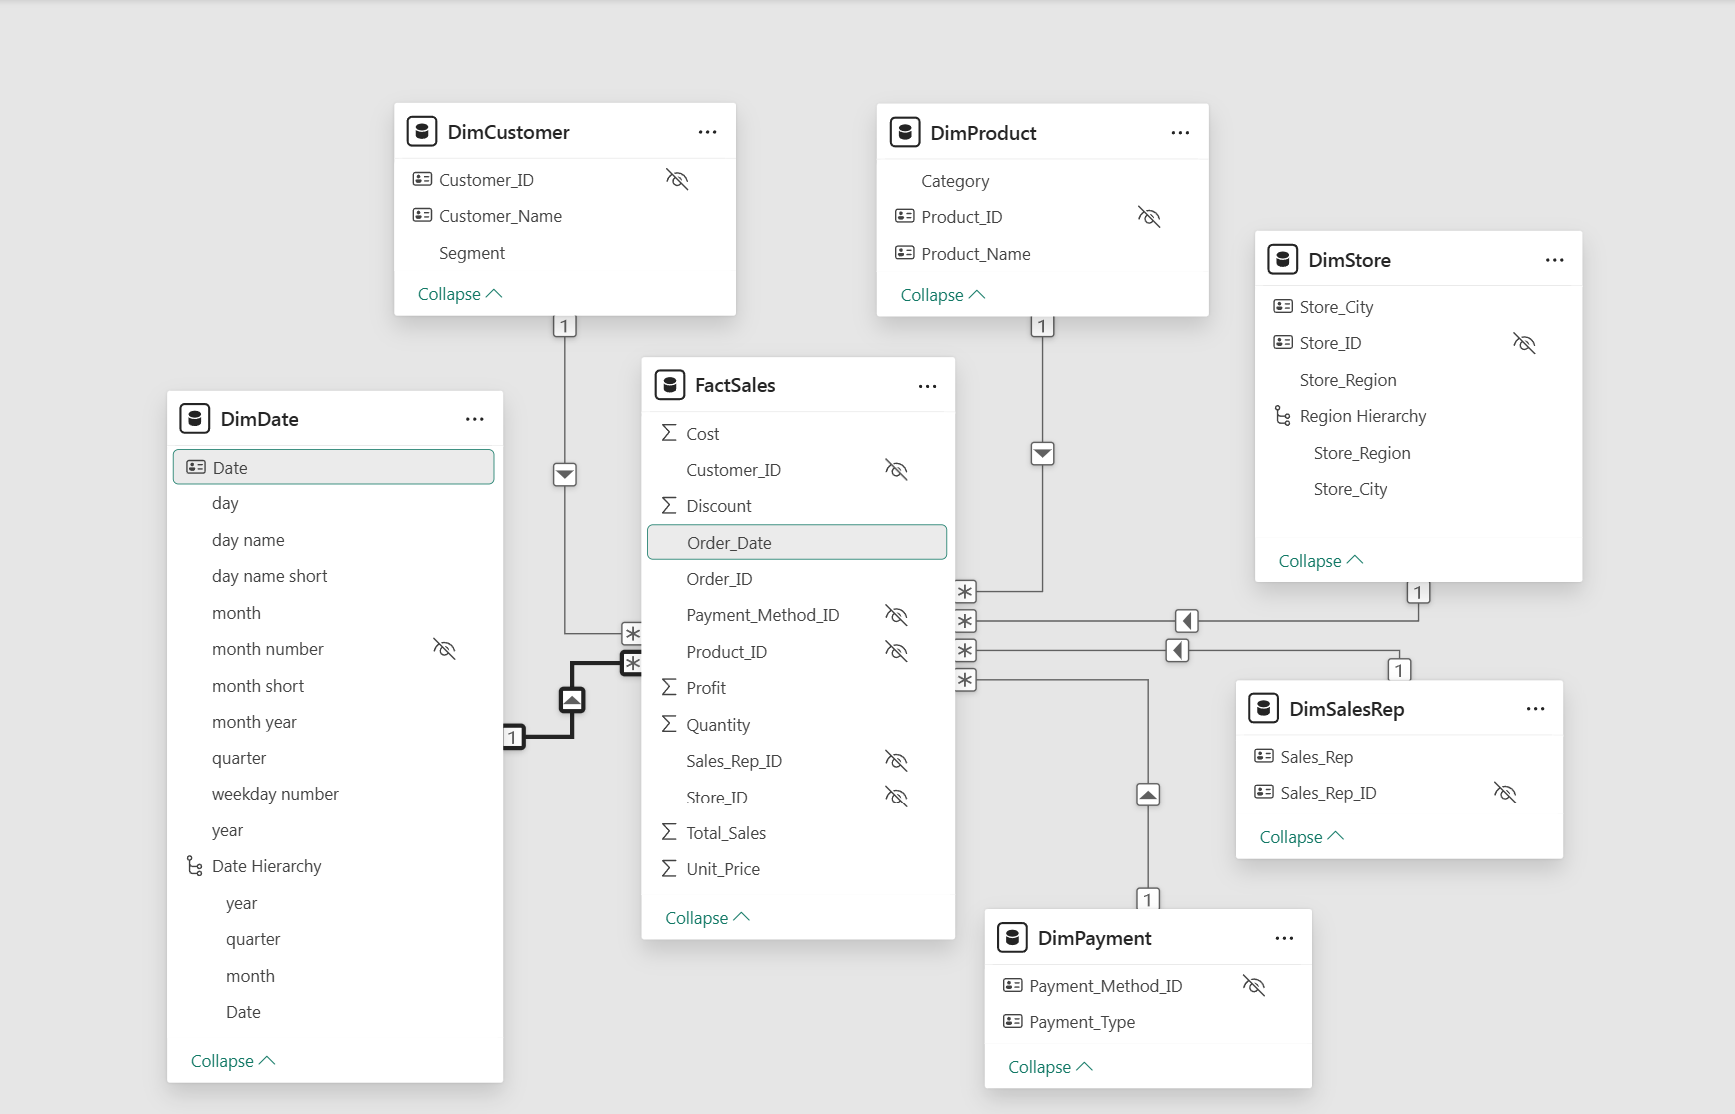 DimCustomer
Customer_ID
Customer_Name
Segment
Collapse
1
DimProduct
Category
Product_ID
Product_Name
Collapse
1
DimStore
Store_City
Store_ID
Store_Region
Region Hierarchy
Store_Region
Store_City
Collapse
1
DimDate
Date
day
day name
day name short
month
month number
month short
month year
quarter
weekday number
year
Date Hierarchy
year
quarter
month
Date
Collapse
1
FactSales
Cost
Customer_ID
Discount
Order_Date
Order_ID
Payment_Method_ID
Product_ID
Profit
Quantity
Sales_Rep_ID
Store_ID
Total_Sales
Unit_Price
Collapse
*
*
*
*
*
*
1
DimSalesRep
Sales_Rep
Sales_Rep_ID
Collapse
1
DimPayment
Payment_Method_ID
Payment_Type
Collapse